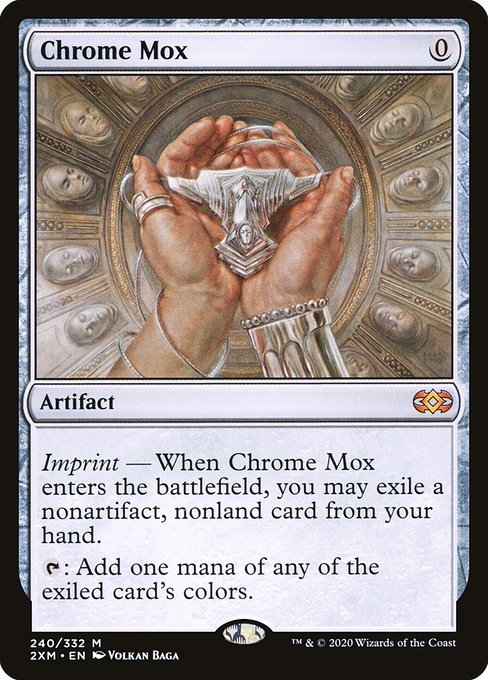 Chrome Mox 0
Artifact
Imprint — When Chrome Mox
enters the battlefield, you may exile a
nonartifact, nonland card from your
hand.
: Add one mana of any of the
exiled card's colors.
240/332 M
2XM • EN Volkan Baga
™ & © 2020 Wizards of the Coast